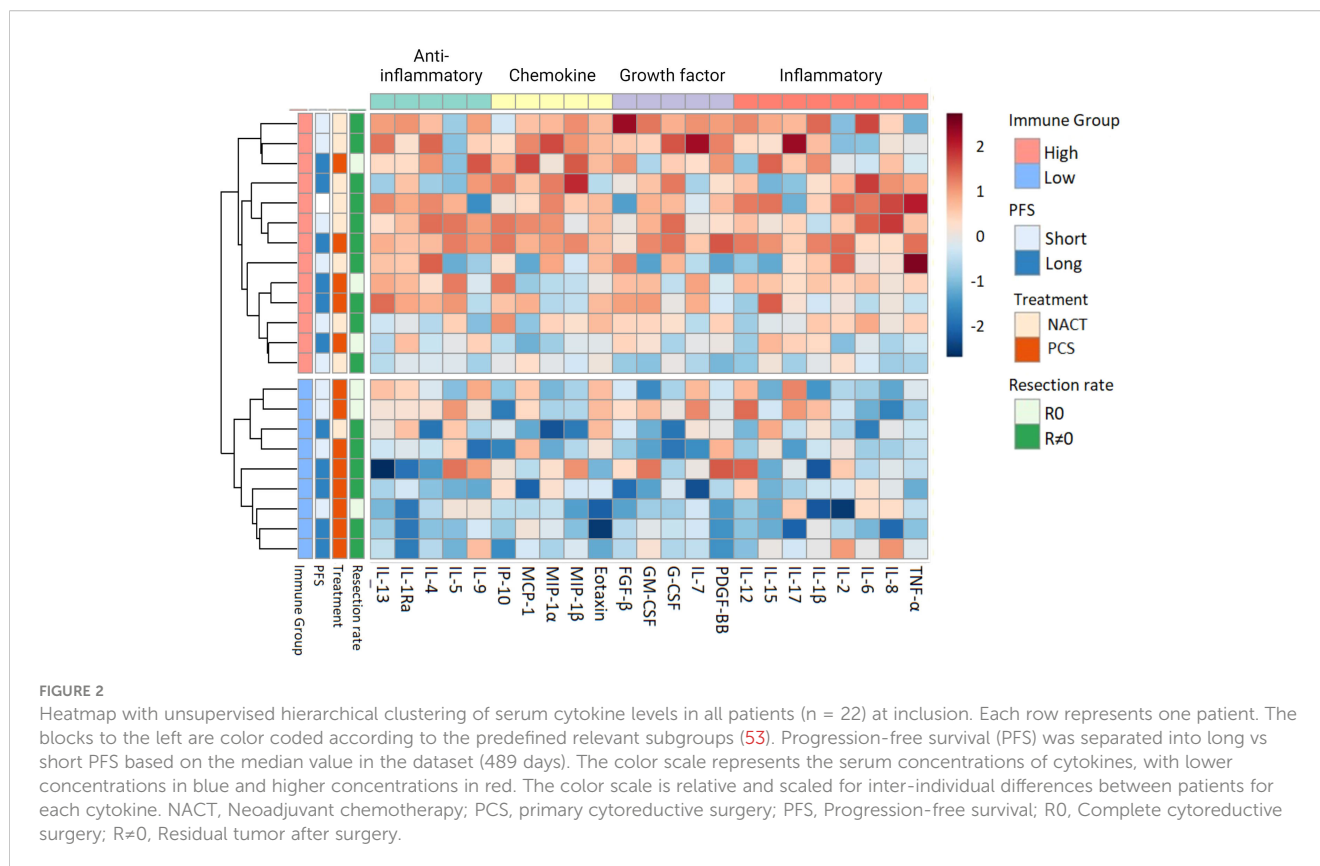 Anti-
inflammatory
Chemokine
Growth factor
Inflammatory
2
1
0
-1
-2
Immune Group
High
Low
PFS
Short
Long
Treatment
NACT
PCS
Resection rate
R0
R≠0
Immune Group
PFS
Treatment
Resection rate
IL-13
IL-1Ra
IL-4
IL-5
IL-9
IP-10
MCP-1
MIP-1α
MIP-1β
Eotaxin
FGF-β
GM-CSF
G-CSF
IL-7
PDGF-BB
IL-12
IL-15
IL-17
IL-1β
IL-2
IL-6
IL-8
TNF-α
FIGURE 2
Heatmap with unsupervised hierarchical clustering of serum cytokine levels in all patients (n = 22) at inclusion. Each row represents one patient. The
blocks to the left are color coded according to the predefined relevant subgroups (53). Progression-free survival (PFS) was separated into long vs
short PFS based on the median value in the dataset (489 days). The color scale represents the serum concentrations of cytokines, with lower
concentrations in blue and higher concentrations in red. The color scale is relative and scaled for inter-individual differences between patients for
each cytokine. NACT, Neoadjuvant chemotherapy; PCS, primary cytoreductive surgery; PFS, Progression-free survival; R0, Complete cytoreductive
surgery; R≠0, Residual tumor after surgery.